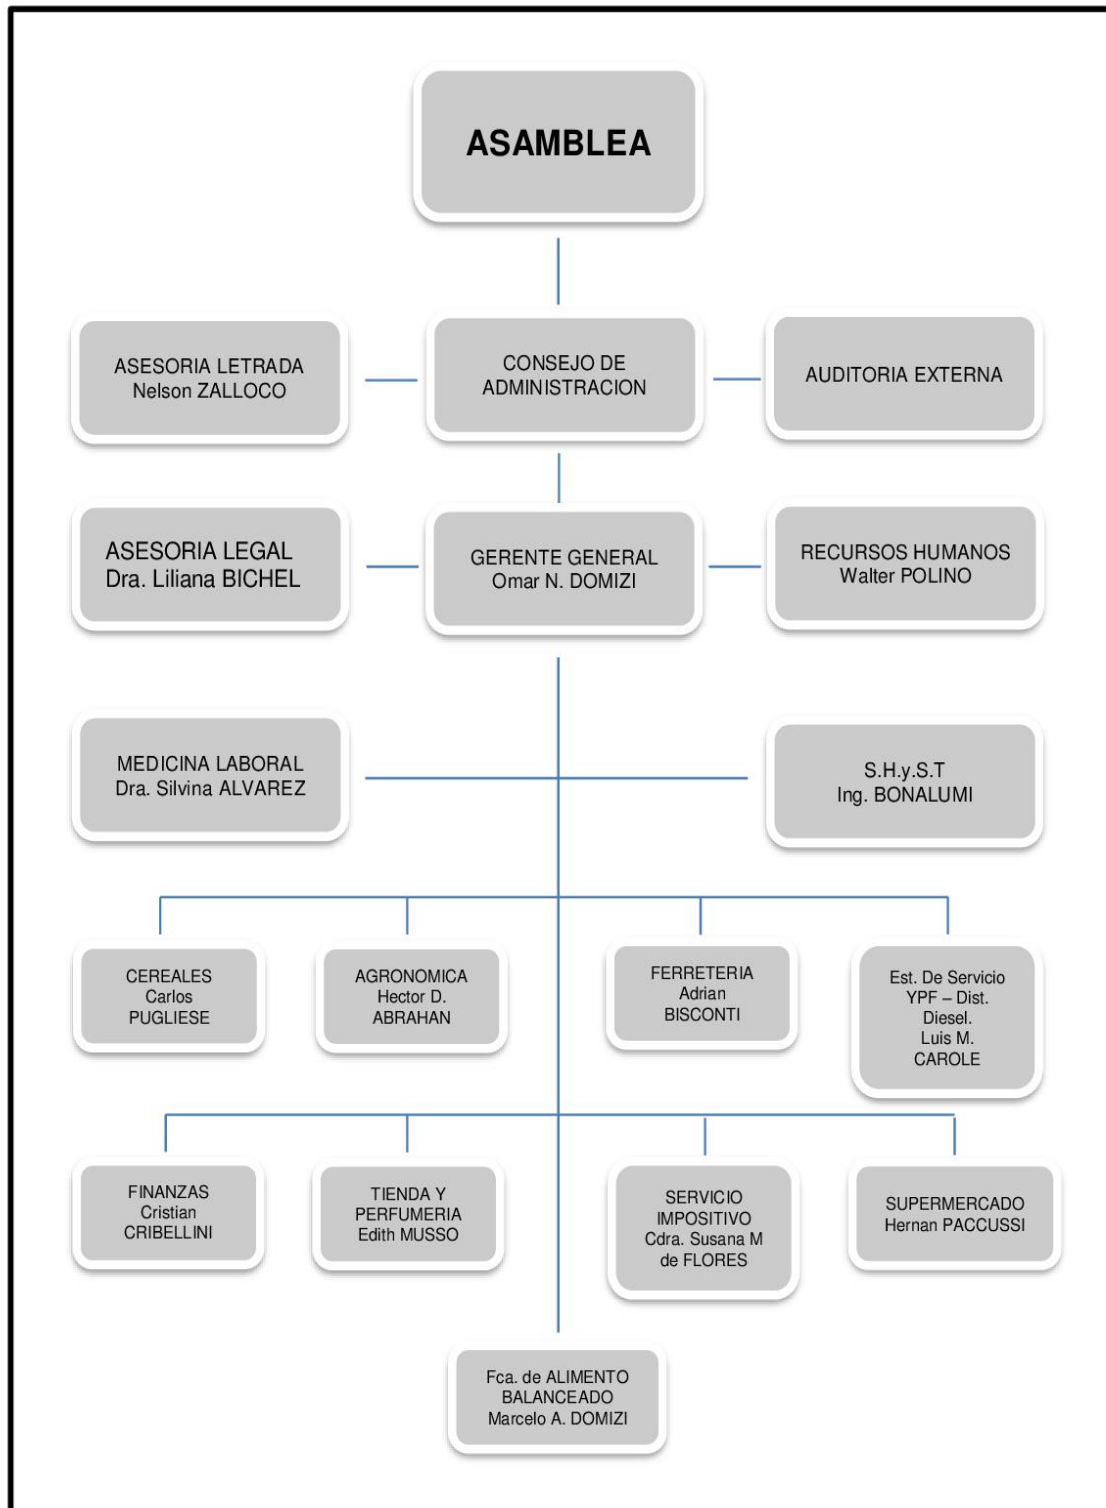 ASAMBLEA
ASESORIA LETRADA
Nelson ZALLOCO
CONSEJO DE
ADMINISTRACION
AUDITORIA EXTERNA
ASESORIA LEGAL
Dra. Liliana BICHEL
GERENTE GENERAL
Omar N. DOMIZI
RECURSOS HUMANOS
Walter POLINO
MEDICINA LABORAL
Dra. Silvina ALVAREZ
S.H.y.S.T
Ing. BONALUMI
CEREALES
Carlos
PUGLIESE
AGRONOMICA
Hector D.
ABRAHAN
FERRETERIA
Adrian
BISCONTI
Est. De Servicio
YPF – Dist.
Diesel.
Luis M.
CAROLE
FINANZAS
Cristian
CRIBELLINI
TIENDA Y
PERFUMERIA
Edith MUSSO
SERVICIO
IMPOSITIVO
Cdra. Susana M
de FLORES
SUPERMERCADO
Hernan PACCUSSI
Fca. de ALIMENTO
BALANCEADO
Marcelo A. DOMIZI